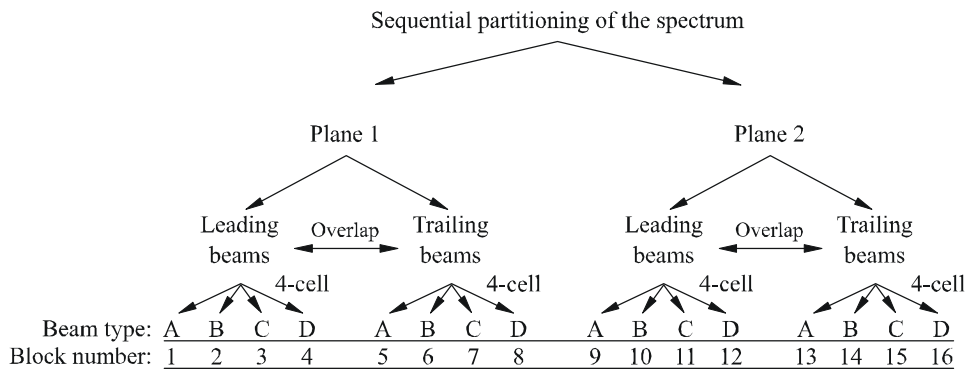 Sequential partitioning of the spectrum
Plane 1 Plane 2
Leading beams Overlap Trailing beams Leading beams Overlap Trailing beams
4-cell 4-cell 4-cell 4-cell
Beam type: A B C D A B C D A B C D A B C D
Block number: 1 2 3 4 5 6 7 8 9 10 11 12 13 14 15 16